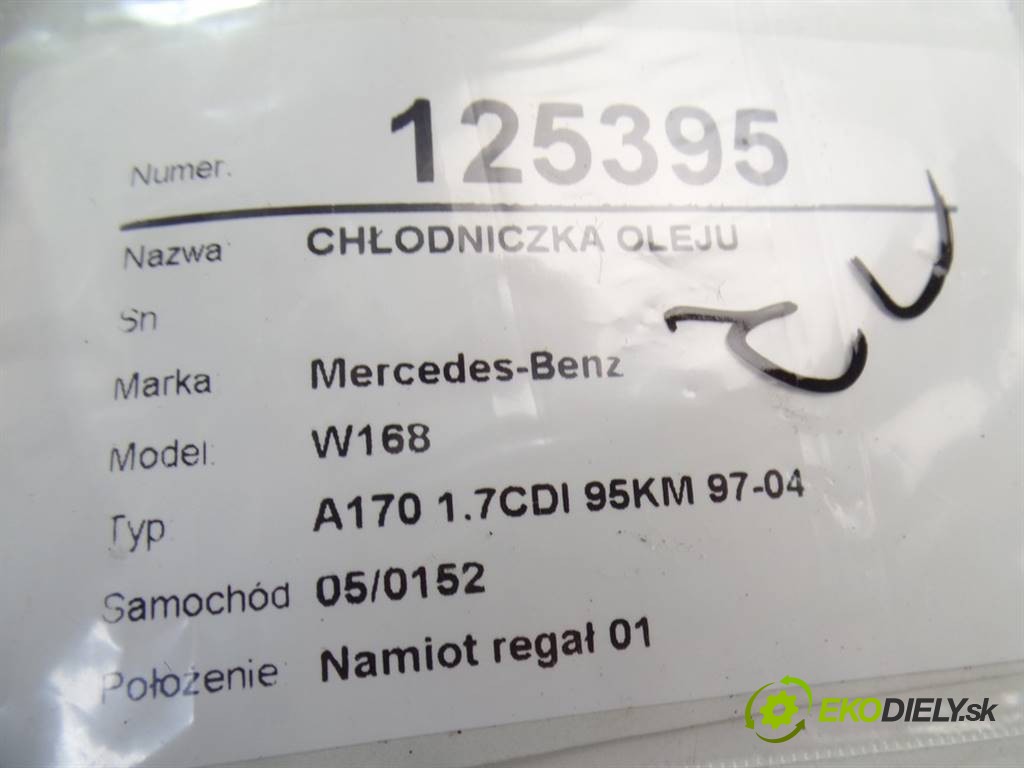 Numer. 125395
Nazwa CHŁODNICZKA OLEJU
Sn
Marka Mercedes-Benz
Model: W168
Typ A170 1.7CDI 95KM 97-04
Samochód 05/0152
Położenie Namiot regał 01
EKODIELY.sk